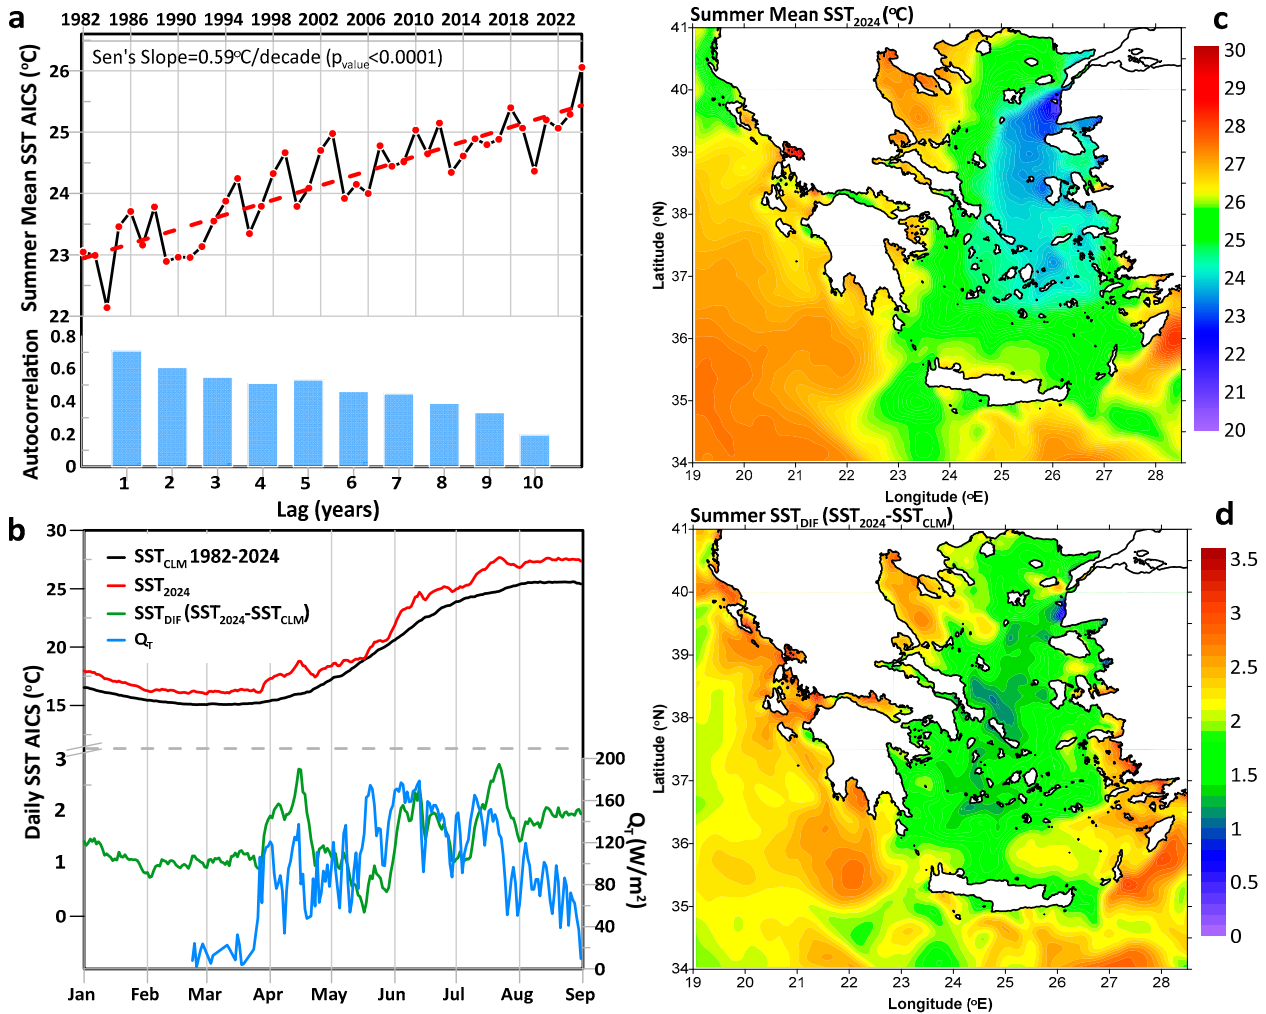 a
1982 1986 1990 1994 1998 2002 2006 2010 2014 2018 2022
Sen's Slope=0.59°C/decade (pvalue<0.0001)
Summer Mean SST AICS (°C)
26
25
24
23
22
Autocorrelation
0.8
0.6
0.4
0.2
0
1 2 3 4 5 6 7 8 9 10
Lag (years)
b
SSTCLM 1982-2024
SST2024
SSTDIF (SST2024-SSTCLM)
QT
Daily SST AICS (°C)
30
25
20
15
3
2
1
0
200
160
120
80
40
0
QT (W/m2)
Jan Feb Mar Apr May Jun Jul Aug Sep
Summer Mean SST2024 (°C)
c
Latitude (°N)
41
40
39
38
37
36
35
34
19 20 21 22 23 24 25 26 27 28
Longitude (°E)
30
29
28
27
26
25
24
23
22
21
20
Summer SSTDIF (SST2024-SSTCLM)
d
Latitude (°N)
41
40
39
38
37
36
35
34
19 20 21 22 23 24 25 26 27 28
Longitude (°E)
3.5
3
2.5
2
1.5
1
0.5
0